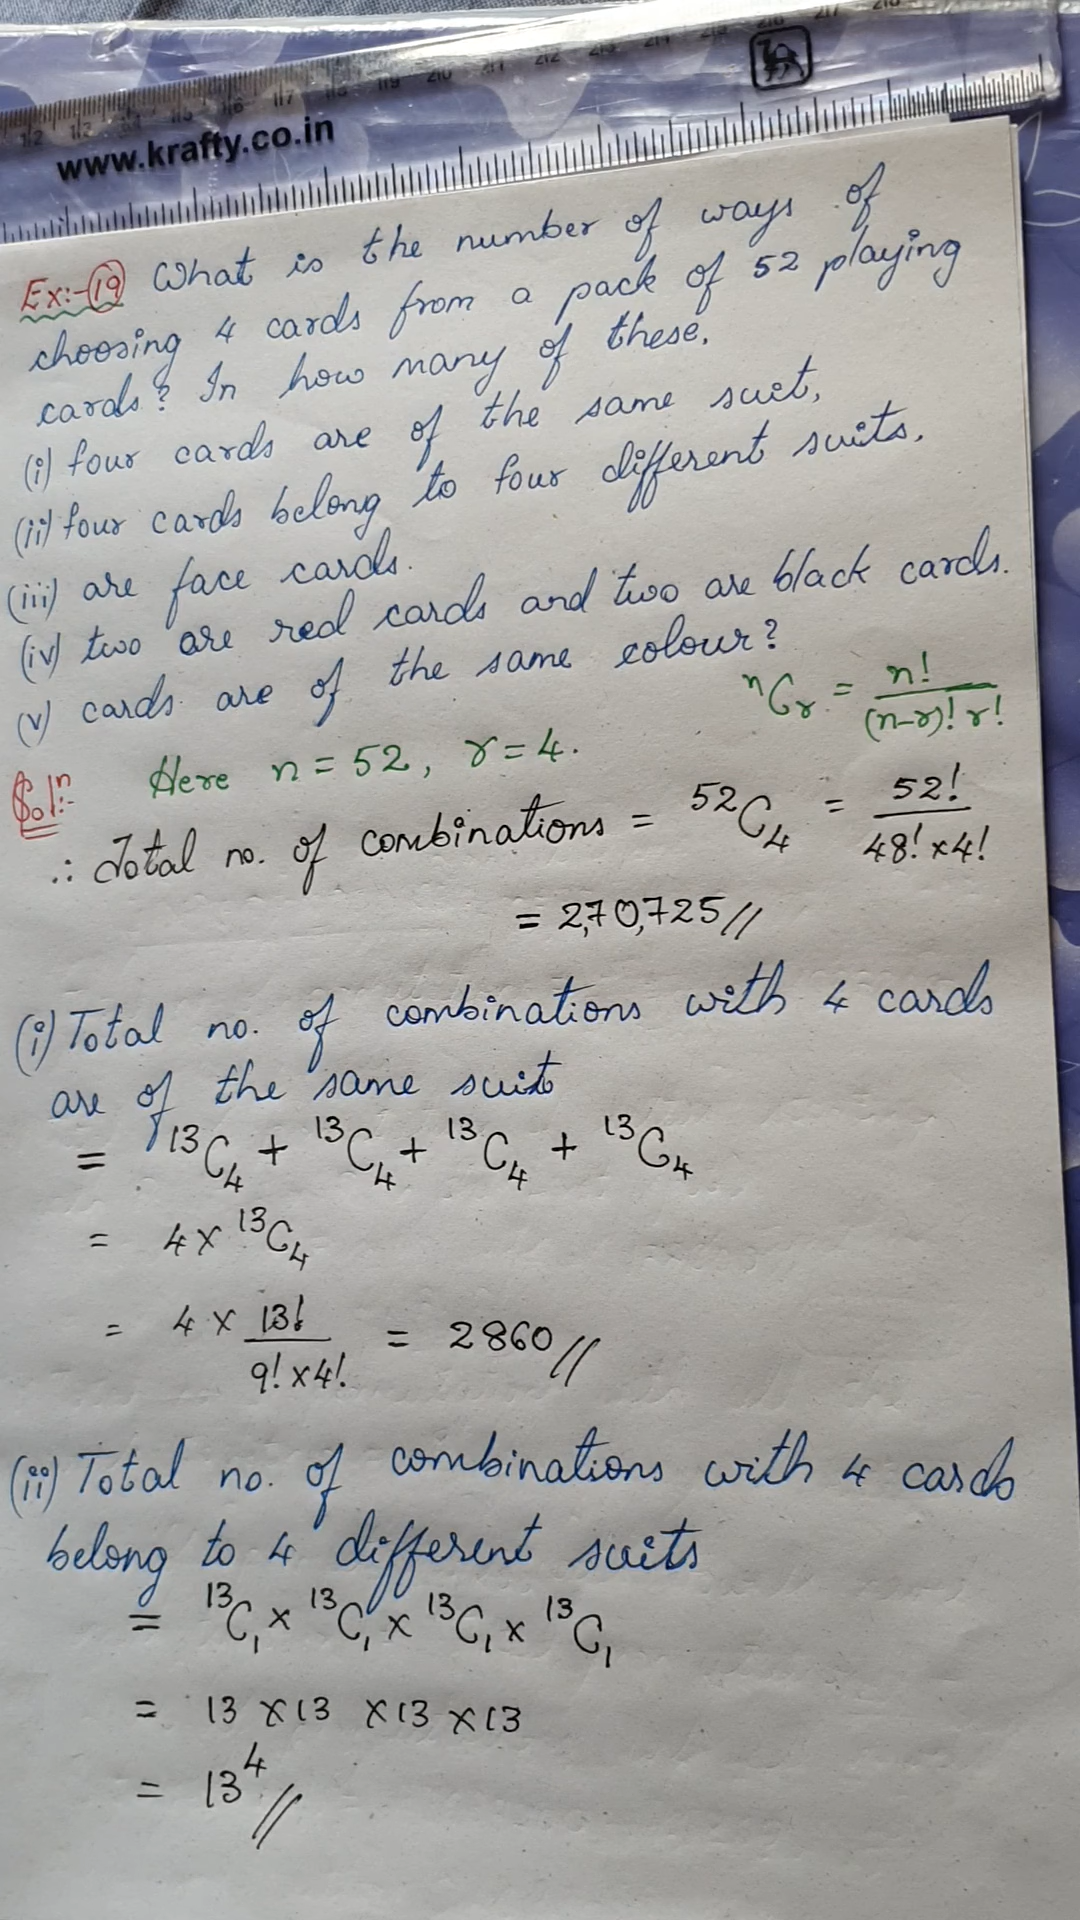 www.krafty.co.in
Ex:-(19) What is the number of ways of
choosing 4 cards from a pack of 52 playing
cards? In how many of these,
(i) four cards are of the same suit,
(ii) four cards belong to four different suits,
(iii) are face cards.
(iv) two are red cards and two are black cards.
(v) cards are of the same colour?
ⁿCᵣ = n! / (n-r)! r!
Solⁿ:- Here n = 52, r = 4.
∴ Total no. of combinations = ⁵²C₄ = 52! / 48! × 4!
= 2,70,725 //
(i) Total no. of combinations with 4 cards
are of the same suit
= ¹³C₄ + ¹³C₄ + ¹³C₄ + ¹³C₄
= 4 × ¹³C₄
= 4 × 13! / 9! × 4! = 2860 //
(ii) Total no. of combinations with 4 cards
belong to 4 different suits
= ¹³C₁ × ¹³C₁ × ¹³C₁ × ¹³C₁
= 13 × 13 × 13 × 13
= 13⁴ //